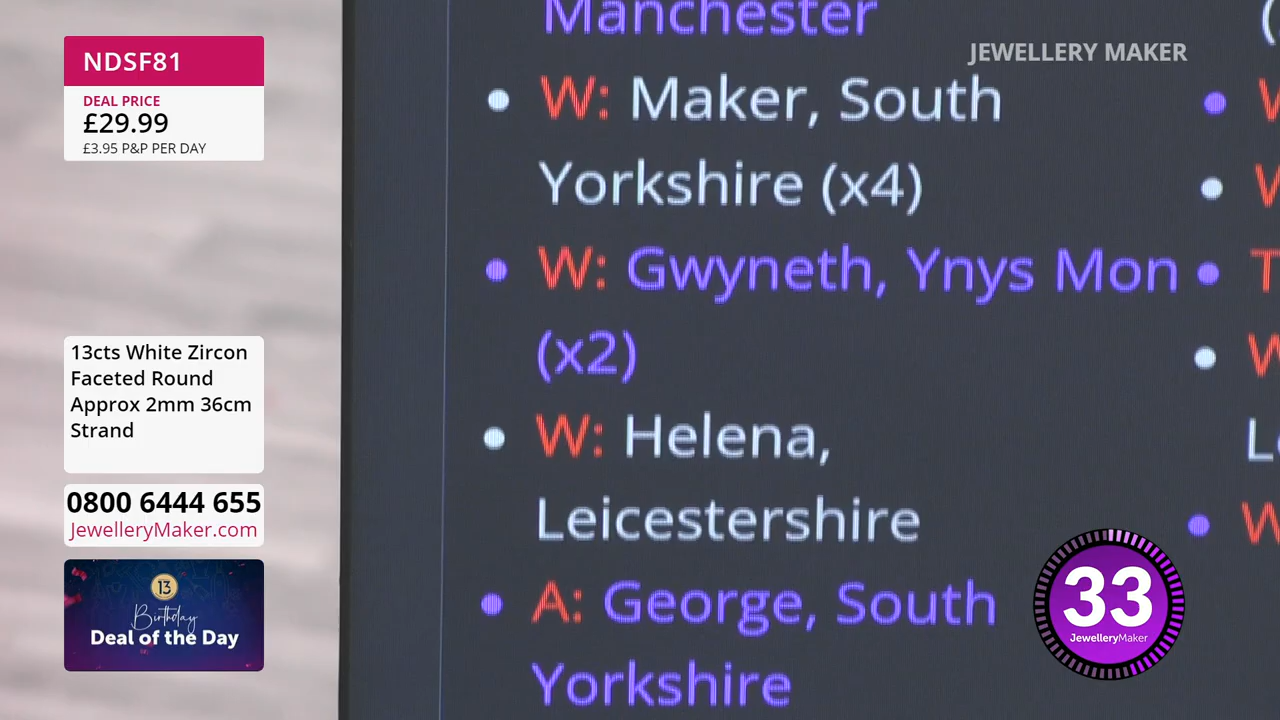 NDSF81
DEAL PRICE
£29.99
£3.95 P&P PER DAY
13cts White Zircon
Faceted Round
Approx 2mm 36cm
Strand
0800 6444 655
JewelleryMaker.com
13
Birthday
Deal of the Day
JEWELLERY MAKER
Manchester
W: Maker, South
Yorkshire (x4)
W: Gwyneth, Ynys Mon
(x2)
W: Helena,
Leicestershire
A: George, South
Yorkshire
33
JewelleryMaker